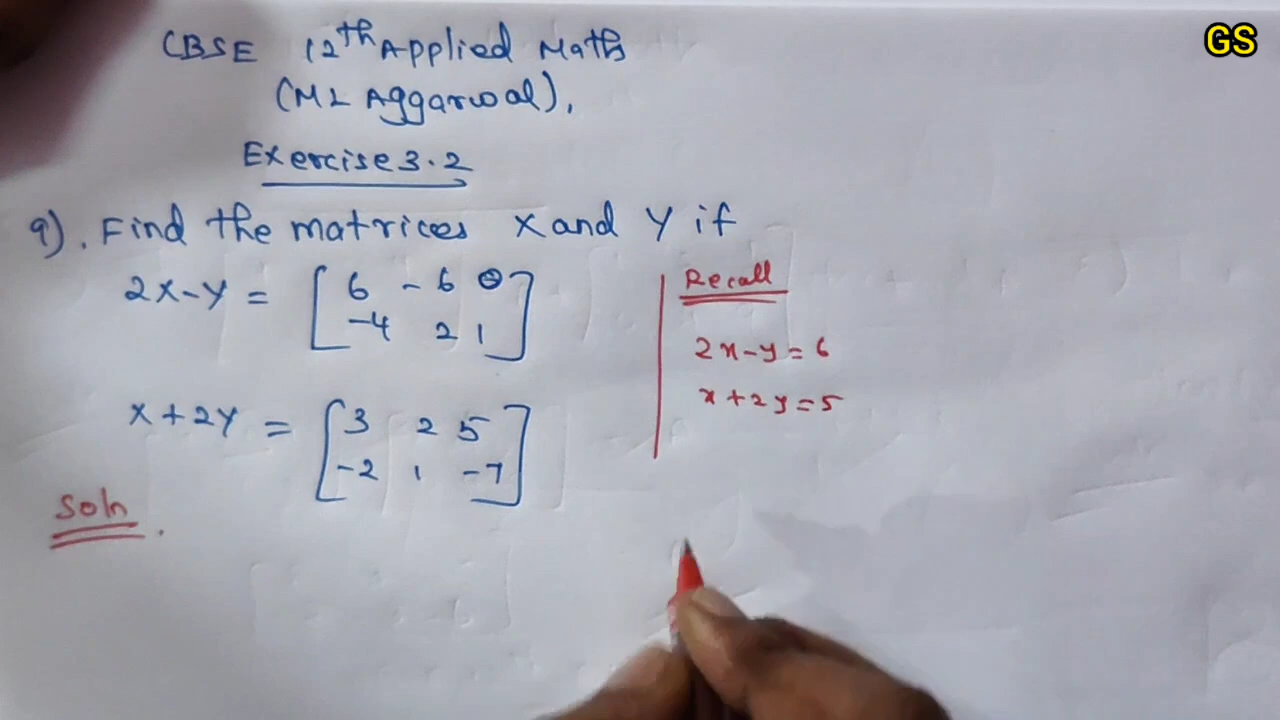 GS
CBSE 12th Applied Math
(ML Aggarwal).
Exercise 3.2
9). Find the matrices X and Y if
2X-Y = [ 6 -6 0
-4 2 1 ]
X+2Y = [ 3 2 5
-2 1 -7 ]
Recall
2x-y=6
x+2y=5
Soln.